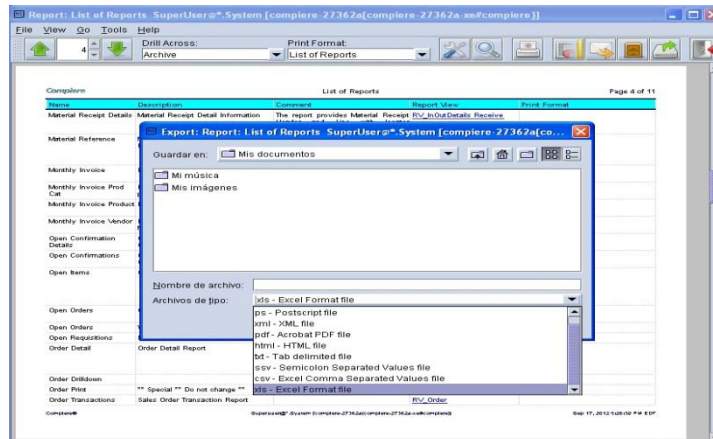 Report: List of Reports SuperUser@*.System [compiere-27362a[compiere-27362a-xe#compiere]]
File View Go Tools Help
Drill Across: Print Format:
4 Archive List of Reports
Compiere List of Reports Page 4 of 11
Name Description Comment Report View Print Format
Material Receipt Details Material Receipt Detail Information The report provides Material Receipt RV_InOutDetails Receive
Export: Report: List of Reports SuperUser@*.System [compiere-27362a[co...
Material Reference
Guardar en: Mis documentos
Monthly Invoice
Mi música
Monthly Invoice Prod
Cat
Mis imágenes
Monthly Invoice Product
Monthly Invoice Vendor
Open Confirmation
Details
Open Confirmations
Open Items
Nombre de archivo:
Archivos de tipo: xls - Excel Format file
ps - Postscript file
Open Orders
xml - XML file
Open Orders
pdf - Acrobat PDF file
Open Requisitions
html - HTML file
Order Detail Order Detail Report
txt - Tab delimited file
ssv - Semicolon Separated Values file
Order Drilldown
csv - Excel Comma Separated Values file
Order Print ** Special ** Do not change **
xls - Excel Format file
Order Transactions Sales Order Transaction Report RV_Order
Compiere® Sep 17, 2012